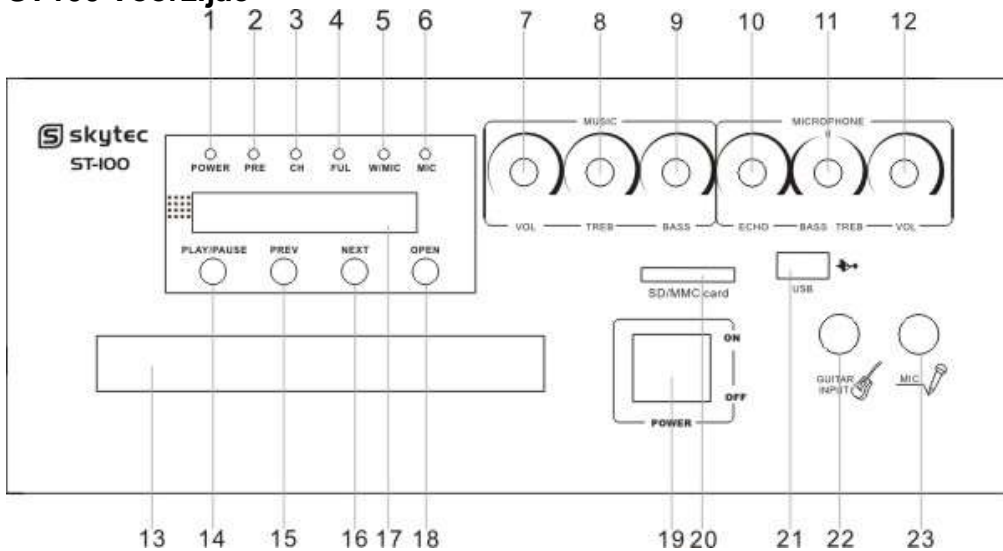 ST100 Voorzijde
1 2 3 4 5 6 7 8 9 10 11 12
skytec
ST-100
POWER PRE CH FUL W/MIC MIC
MUSIC MICROPHONE
VOL TREB BASS ECHO BASS TREB VOL
PLAY/PAUSE PREV NEXT OPEN
SD/MMC card
USB
ON
OFF
POWER
GUITAR INPUT
MIC
13 14 15 16 17 18 19 20 21 22 23